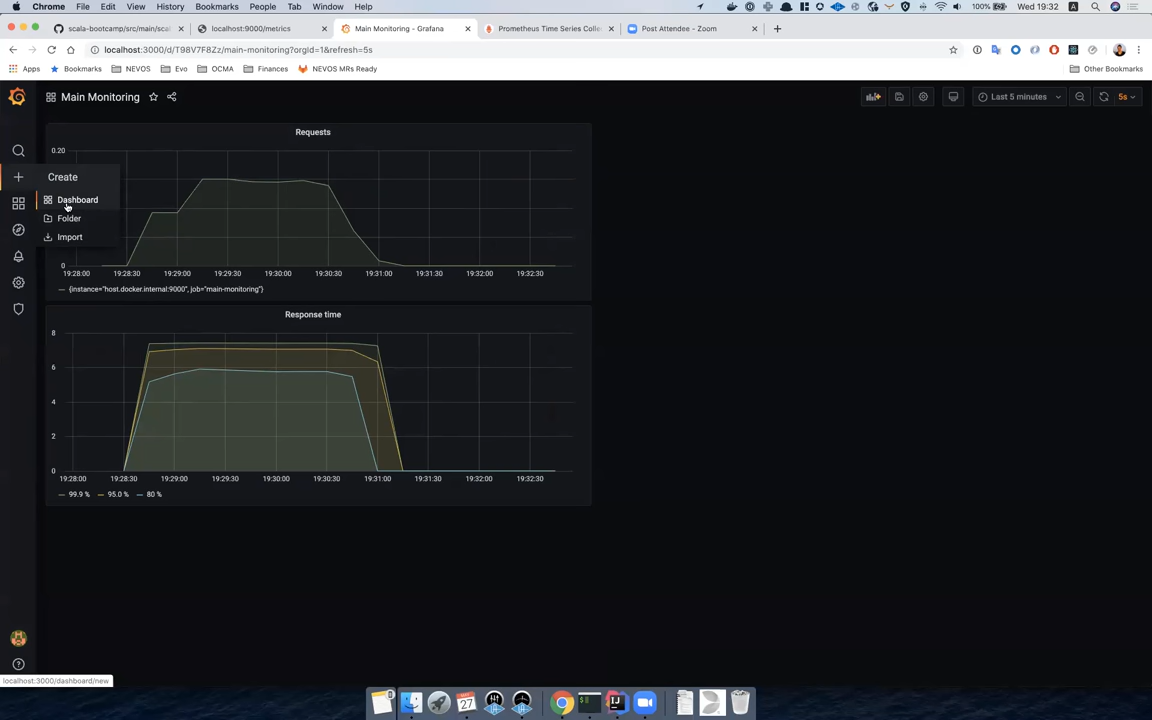 Chrome File Edit View History Bookmarks People Tab Window Help 100% Wed 19:32
scala-bootcamp/src/main/scal localhost:9000/metrics Main Monitoring - Grafana Prometheus Time Series Colle Post Attendee - Zoom
localhost:3000/d/T98V7F8Zz/main-monitoring?orgId=1&refresh=5s
Apps Bookmarks NEVOS Evo OCMA Finances NEVOS MRs Ready Other Bookmarks
Main Monitoring Last 5 minutes 5s
Requests
0.20
Create
Dashboard
Folder
Import
0
19:28:00 19:28:30 19:29:00 19:29:30 19:30:00 19:30:30 19:31:00 19:31:30 19:32:00 19:32:30
{instance="host.docker.internal:9000", job="main-monitoring"}
Response time
8
6
4
2
0
19:28:00 19:28:30 19:29:00 19:29:30 19:30:00 19:30:30 19:31:00 19:31:30 19:32:00 19:32:30
99.9 % 95.0 % 80 %
localhost:3000/dashboard/new
27